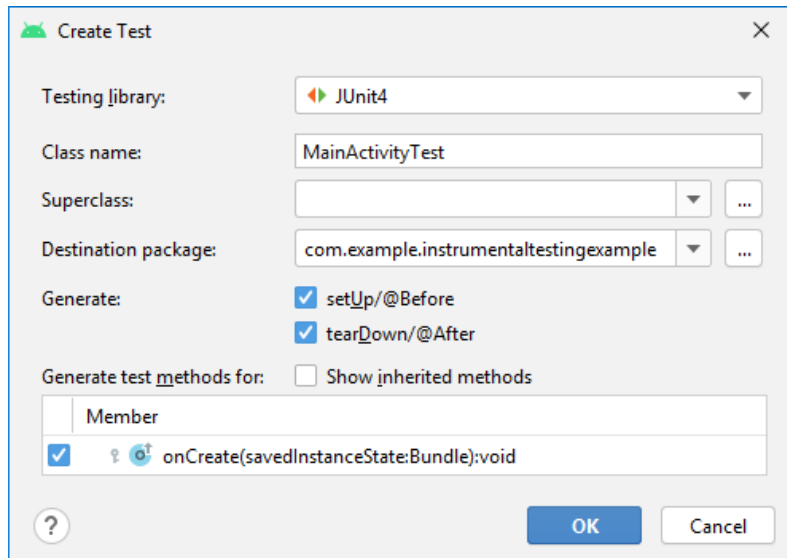 Create Test
Testing library: JUnit4
Class name: MainActivityTest
Superclass: ...
Destination package: com.example.instrumentaltestingexample ...
Generate: setUp/@Before
tearDown/@After
Generate test methods for: Show inherited methods
Member
onCreate(savedInstanceState:Bundle):void
? OK Cancel